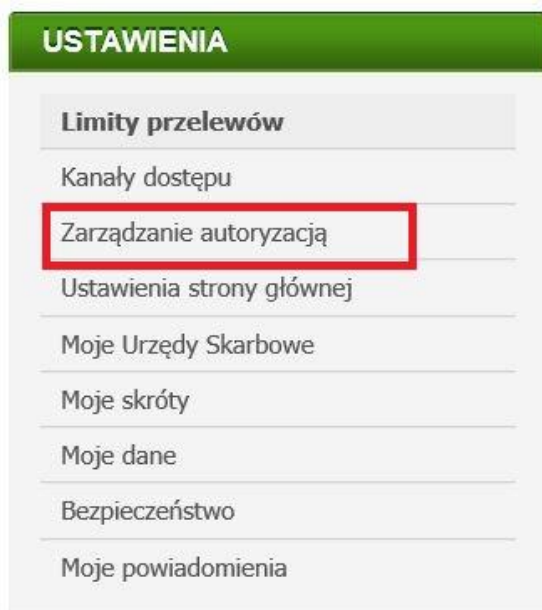 USTAWIENIA
Limity przelewów
Kanały dostępu
Zarządzanie autoryzacją
Ustawienia strony głównej
Moje Urzędy Skarbowe
Moje skróty
Moje dane
Bezpieczeństwo
Moje powiadomienia